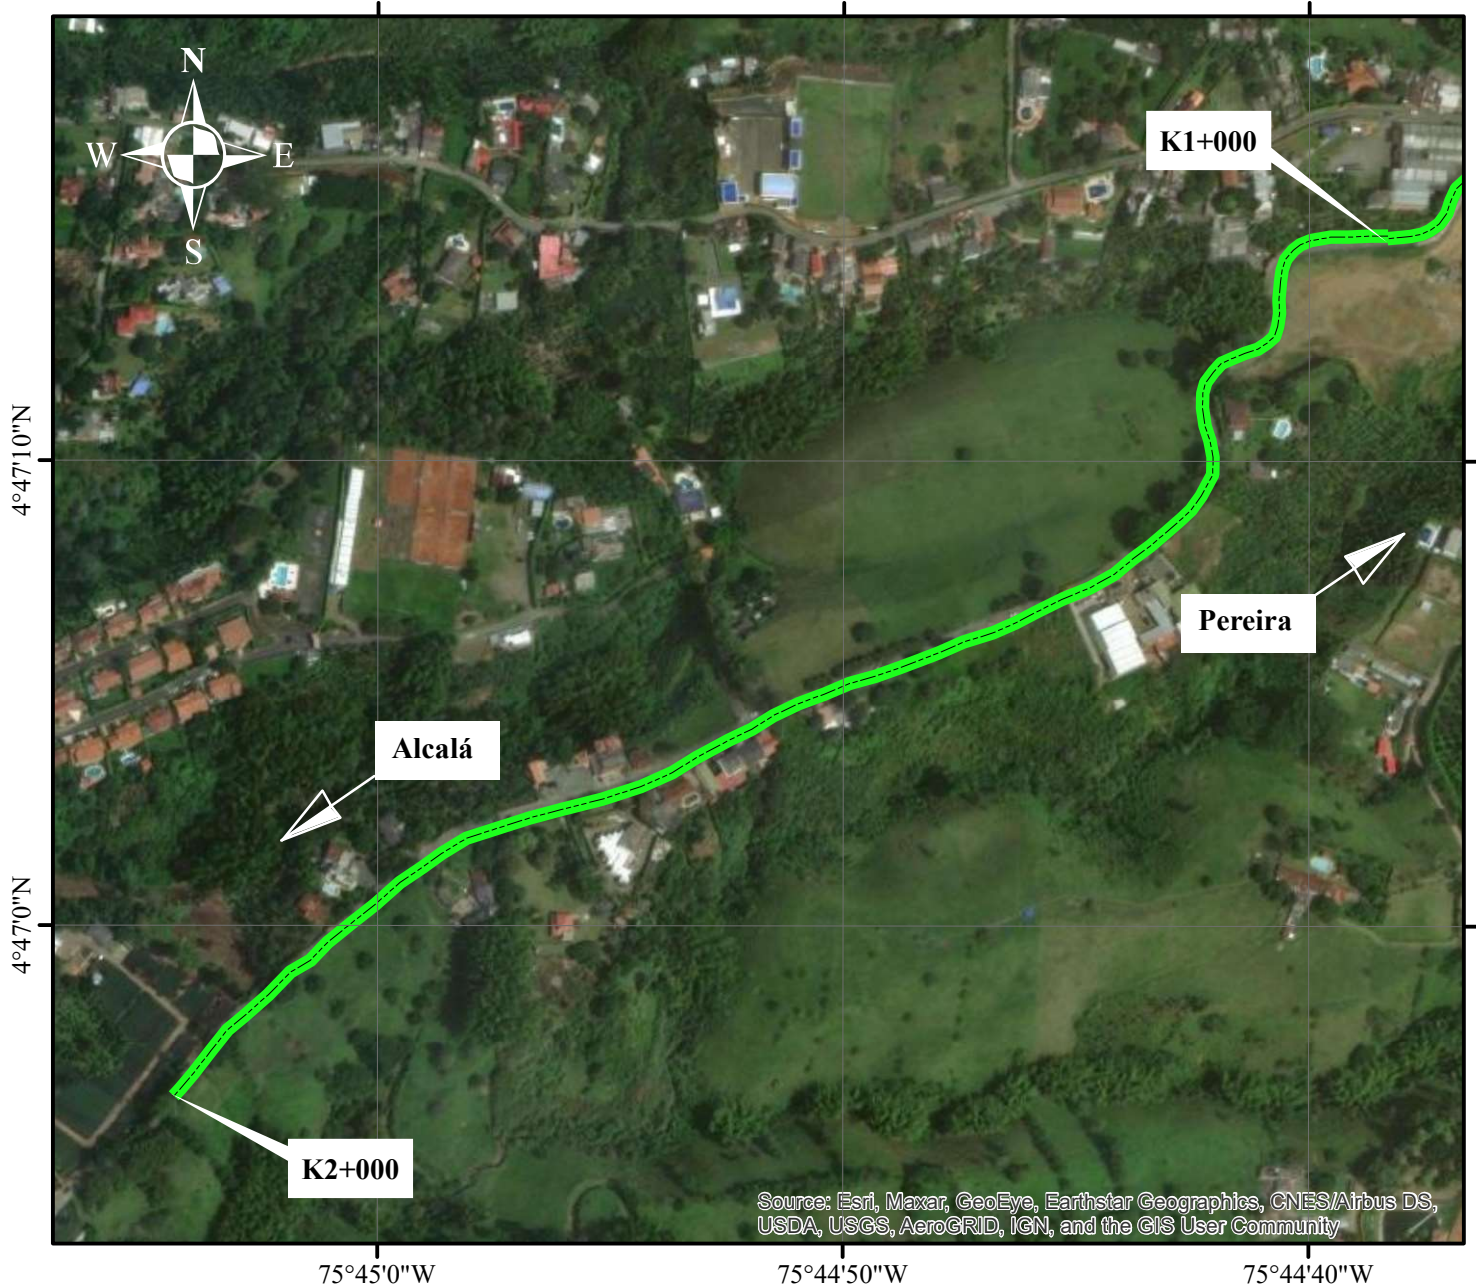 N
W
E
S
K1+000
4°47'10"N
Pereira
Alcalá
4°47'0"N
K2+000
Source: Esri, Maxar, GeoEye, Earthstar Geographics, CNES/Airbus DS,
USDA, USGS, AeroGRID, IGN, and the GIS User Community
75°45'0"W
75°44'50"W
75°44'40"W